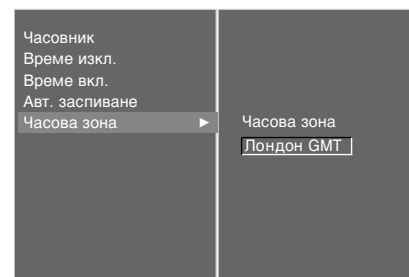 Часовник
Време изкл.
Време вкл.
Авт. заспиване
Часова зона ►
Часова зона
Лондон GMT